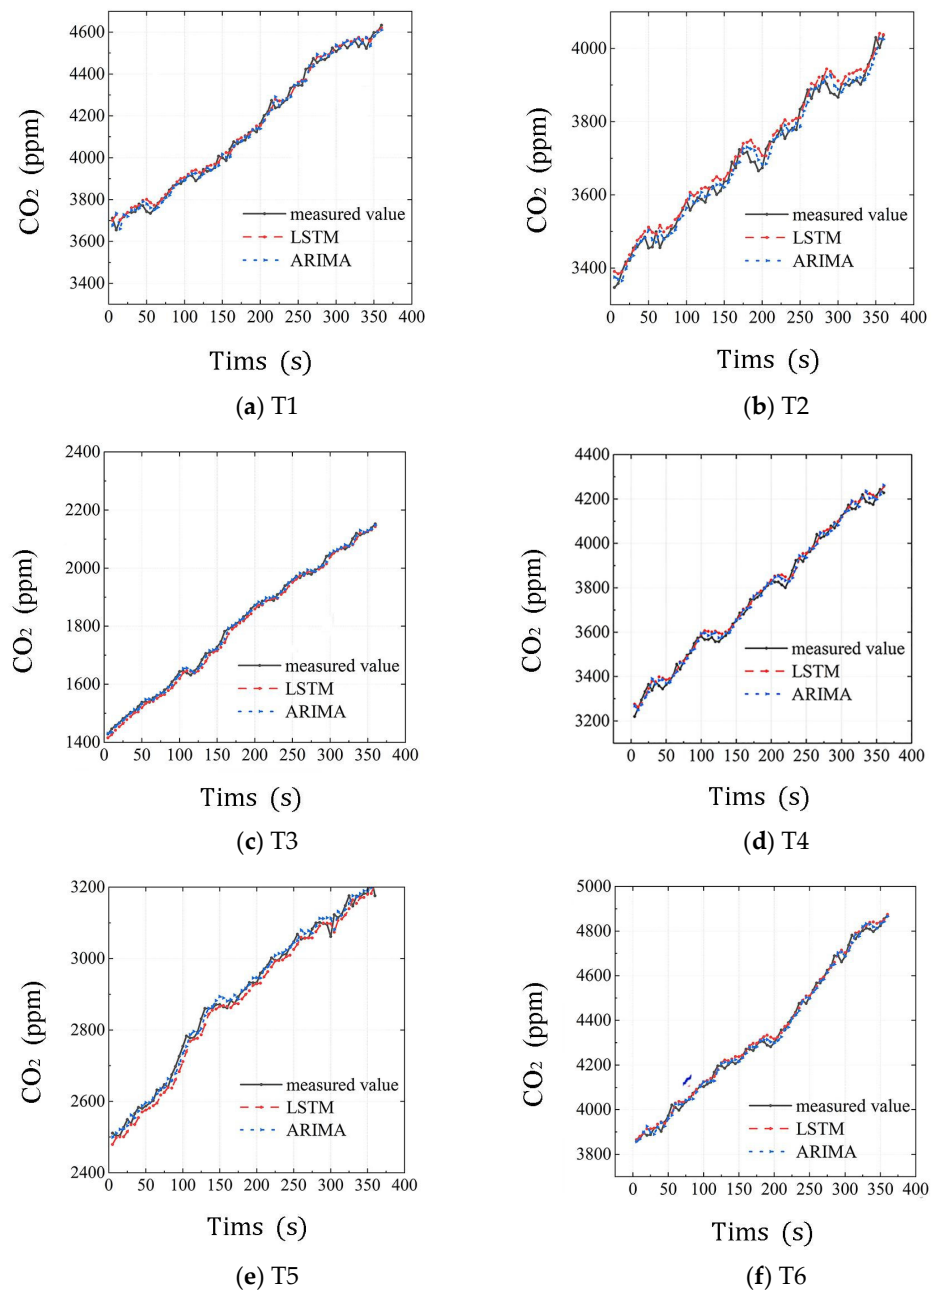 4600
4400
4200
4000
3800
3600
3400
CO2 (ppm)
measured value
LSTM
ARIMA
0 50 100 150 200 250 300 350 400
Tims (s)
(a) T1
4000
3800
3600
3400
CO2 (ppm)
measured value
LSTM
ARIMA
0 50 100 150 200 250 300 350 400
Tims (s)
(b) T2
2400
2200
2000
1800
1600
1400
CO2 (ppm)
measured value
LSTM
ARIMA
0 50 100 150 200 250 300 350 400
Tims (s)
(c) T3
4400
4200
4000
3800
3600
3400
3200
CO2 (ppm)
measured value
LSTM
ARIMA
0 50 100 150 200 250 300 350 400
Tims (s)
(d) T4
3200
3000
2800
2600
2400
CO2 (ppm)
measured value
LSTM
ARIMA
0 50 100 150 200 250 300 350 400
Tims (s)
(e) T5
5000
4800
4600
4400
4200
4000
3800
CO2 (ppm)
measured value
LSTM
ARIMA
0 50 100 150 200 250 300 350 400
Tims (s)
(f) T6